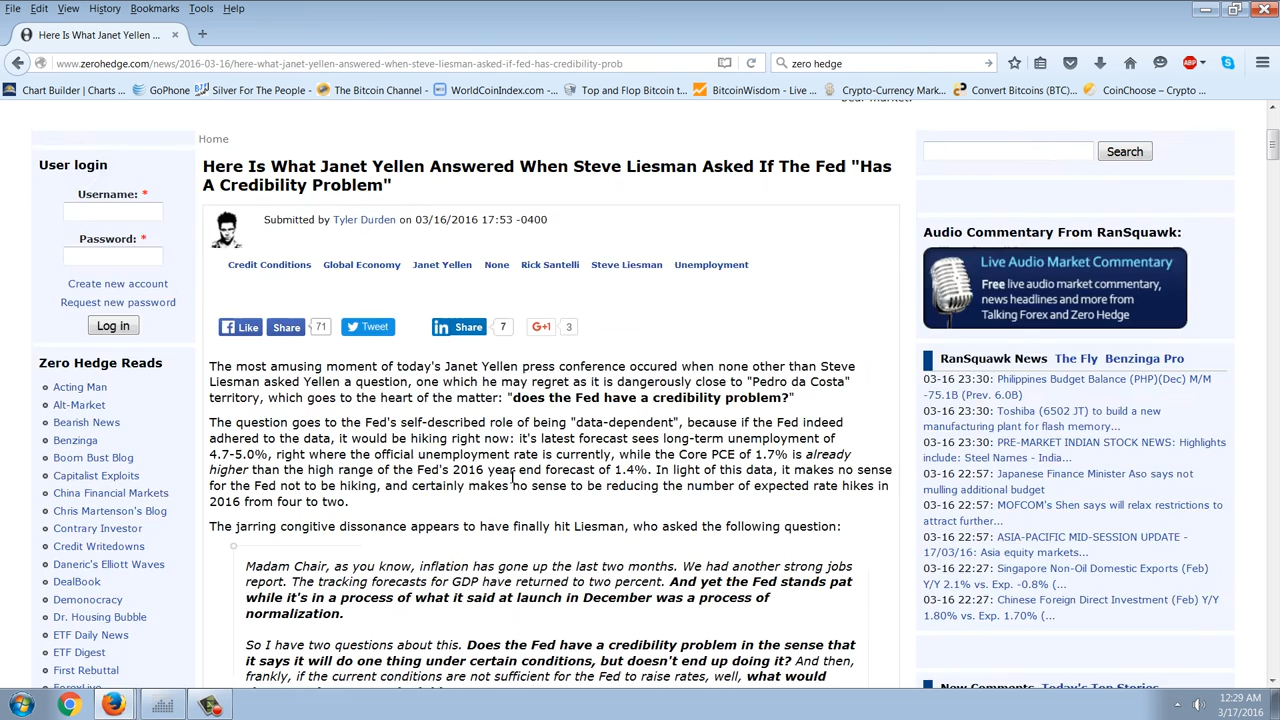 File Edit View History Bookmarks Tools Help
Here Is What Janet Yellen ...
www.zerohedge.com/news/2016-03-16/here-what-janet-yellen-answered-when-steve-liesman-asked-if-fed-has-credibility-prob
zero hedge
ABP
Chart Builder | Charts ... GoPhone Silver For The People ... The Bitcoin Channel - WorldCoinIndex.com -... Top and Flop Bitcoin t... BitcoinWisdom - Live ... Crypto-Currency Mark... Convert Bitcoins (BTC)... CoinChoose – Crypto ...
bear market.
Home
Here Is What Janet Yellen Answered When Steve Liesman Asked If The Fed "Has
A Credibility Problem"
Submitted by Tyler Durden on 03/16/2016 17:53 -0400
Credit Conditions Global Economy Janet Yellen None Rick Santelli Steve Liesman Unemployment
Like Share 71 Tweet Share 7 G+1 3
The most amusing moment of today's Janet Yellen press conference occured when none other than Steve
Liesman asked Yellen a question, one which he may regret as it is dangerously close to "Pedro da Costa"
territory, which goes to the heart of the matter: "does the Fed have a credibility problem?"
The question goes to the Fed's self-described role of being "data-dependent", because if the Fed indeed
adhered to the data, it would be hiking right now: it's latest forecast sees long-term unemployment of
4.7-5.0%, right where the official unemployment rate is currently, while the Core PCE of 1.7% is already
higher than the high range of the Fed's 2016 year end forecast of 1.4%. In light of this data, it makes no sense
for the Fed not to be hiking, and certainly makes no sense to be reducing the number of expected rate hikes in
2016 from four to two.
The jarring congitive dissonance appears to have finally hit Liesman, who asked the following question:
Madam Chair, as you know, inflation has gone up the last two months. We had another strong jobs
report. The tracking forecasts for GDP have returned to two percent. And yet the Fed stands pat
while it's in a process of what it said at launch in December was a process of
normalization.
So I have two questions about this. Does the Fed have a credibility problem in the sense that
it says it will do one thing under certain conditions, but doesn't end up doing it? And then,
frankly, if the current conditions are not sufficient for the Fed to raise rates, well, what would
User login
Username: *
Password: *
Create new account
Request new password
Log in
Zero Hedge Reads
Acting Man
Alt-Market
Bearish News
Benzinga
Boom Bust Blog
Capitalist Exploits
China Financial Markets
Chris Martenson's Blog
Contrary Investor
Credit Writedowns
Daneric's Elliott Waves
DealBook
Demonocracy
Dr. Housing Bubble
ETF Daily News
ETF Digest
First Rebuttal
ForexLive
Search
Audio Commentary From RanSquawk:
Live Audio Market Commentary
Free live audio market commentary,
news headlines and more from
Talking Forex and Zero Hedge
RanSquawk News The Fly Benzinga Pro
03-16 23:30: Philippines Budget Balance (PHP)(Dec) M/M
-75.1B (Prev. 6.0B)
03-16 23:30: Toshiba (6502 JT) to build a new
manufacturing plant for flash memory...
03-16 23:30: PRE-MARKET INDIAN STOCK NEWS: Highlights
include: Steel Names - India...
03-16 22:57: Japanese Finance Minister Aso says not
mulling additional budget
03-16 22:57: MOFCOM's Shen says will relax restrictions to
attract further...
03-16 22:57: ASIA-PACIFIC MID-SESSION UPDATE -
17/03/16: Asia equity markets...
03-16 22:57: Singapore Non-Oil Domestic Exports (Feb)
Y/Y 2.1% vs. Exp. -0.8% (...
03-16 22:27: Chinese Foreign Direct Investment (Feb) Y/Y
1.80% vs. Exp. 1.70% (...
New Comments Today's Top Stories
12:29 AM
3/17/2016